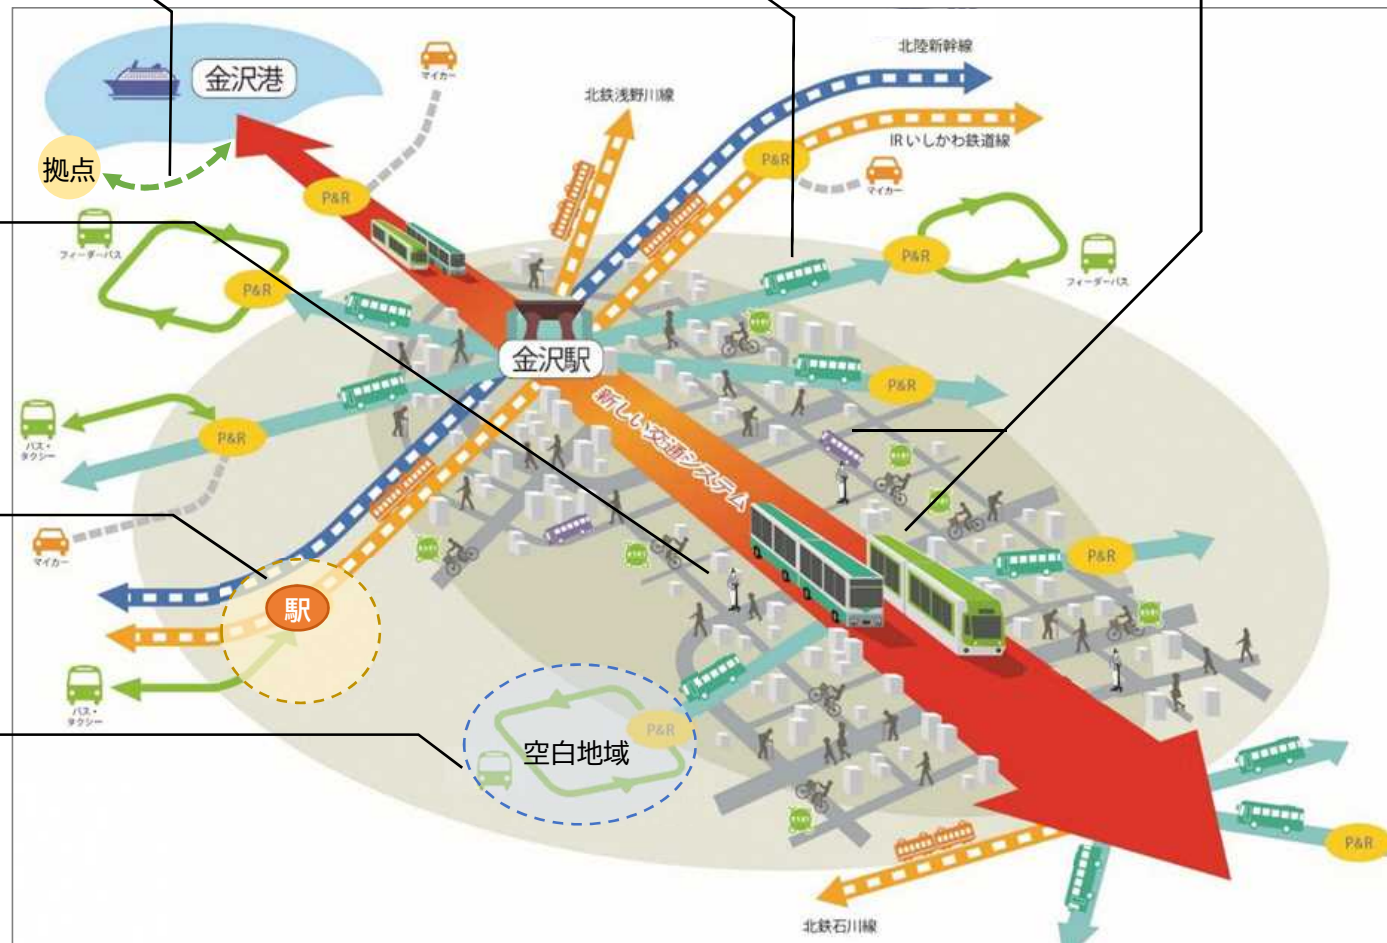 金沢港
マイカー
北鉄浅野川線
北陸新幹線
IRいしかわ鉄道線
拠点
P&R
P&R
マイカー
フィーダーバス
P&R
P&R
フィーダーバス
金沢駅
P&R
新しい交通システム
バス・
タクシー
P&R
マイカー
P&R
駅
バス・
タクシー
P&R
空白地域
P&R
北鉄石川線